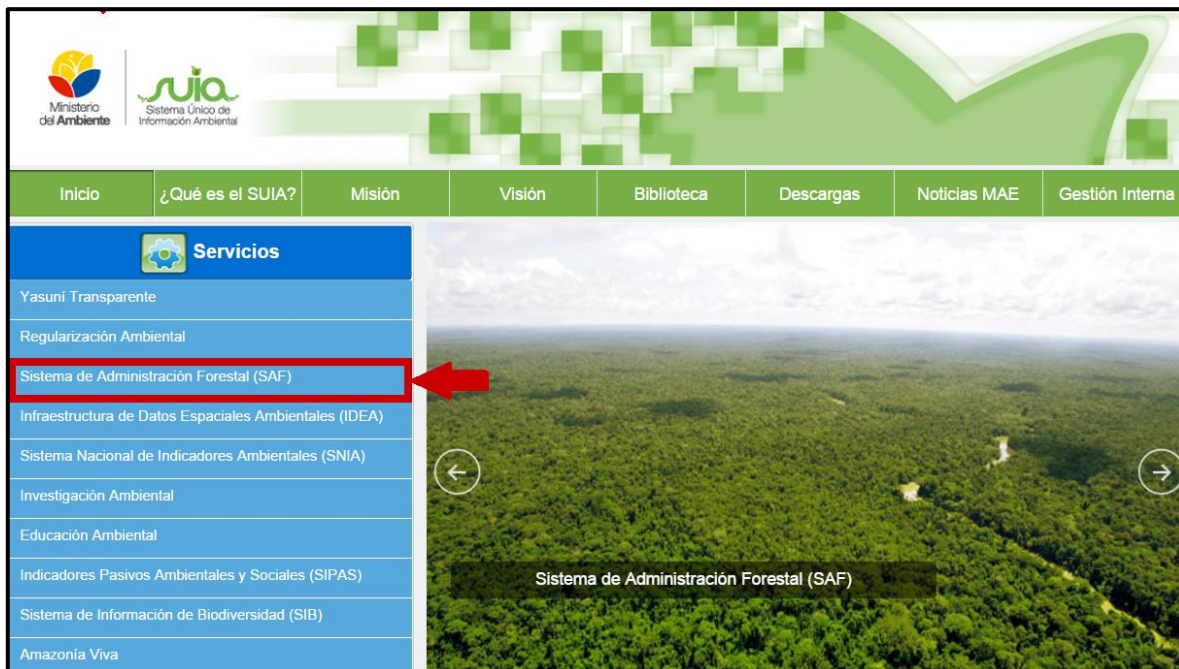 Ministerio
del Ambiente
suia
Sistema Único de
Información Ambiental
Inicio
¿Qué es el SUIA?
Misión
Visión
Biblioteca
Descargas
Noticias MAE
Gestión Interna
Servicios
Yasuní Transparente
Regularización Ambiental
Sistema de Administración Forestal (SAF)
Infraestructura de Datos Espaciales Ambientales (IDEA)
Sistema Nacional de Indicadores Ambientales (SNIA)
Investigación Ambiental
Educación Ambiental
Indicadores Pasivos Ambientales y Sociales (SIPAS)
Sistema de Información de Biodiversidad (SIB)
Amazonía Viva
Sistema de Administración Forestal (SAF)